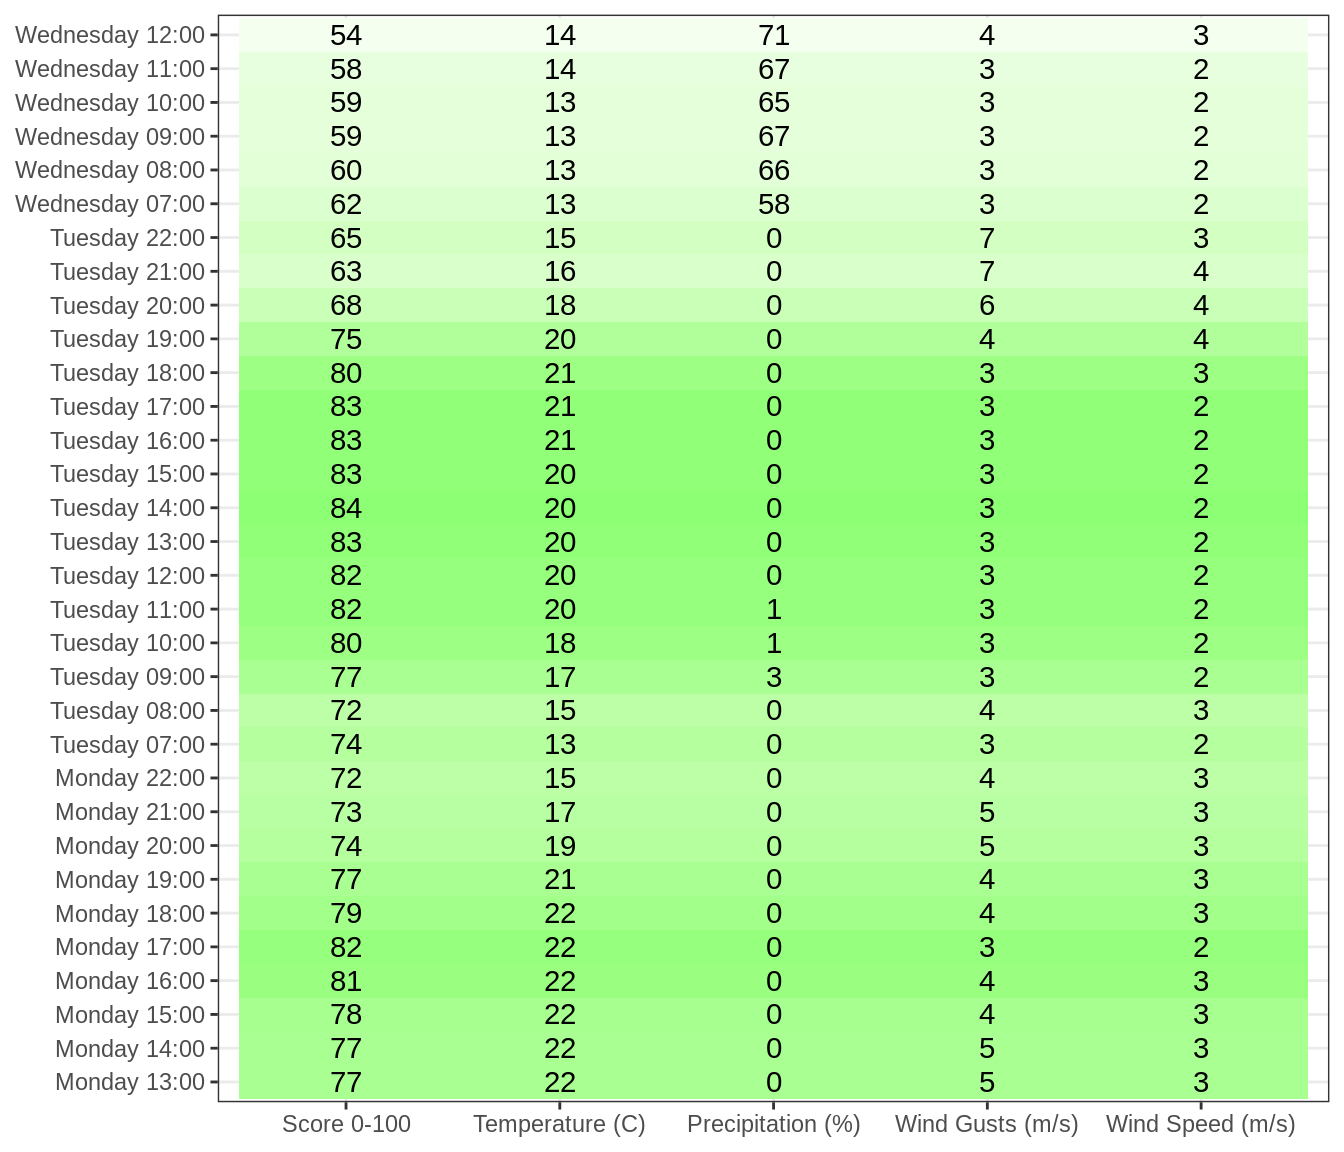 Wednesday 12:00 54 14 71 4 3
Wednesday 11:00 58 14 67 3 2
Wednesday 10:00 59 13 65 3 2
Wednesday 09:00 59 13 67 3 2
Wednesday 08:00 60 13 66 3 2
Wednesday 07:00 62 13 58 3 2
Tuesday 22:00 65 15 0 7 3
Tuesday 21:00 63 16 0 7 4
Tuesday 20:00 68 18 0 6 4
Tuesday 19:00 75 20 0 4 4
Tuesday 18:00 80 21 0 3 3
Tuesday 17:00 83 21 0 3 2
Tuesday 16:00 83 21 0 3 2
Tuesday 15:00 83 20 0 3 2
Tuesday 14:00 84 20 0 3 2
Tuesday 13:00 83 20 0 3 2
Tuesday 12:00 82 20 0 3 2
Tuesday 11:00 82 20 1 3 2
Tuesday 10:00 80 18 1 3 2
Tuesday 09:00 77 17 3 3 2
Tuesday 08:00 72 15 0 4 3
Tuesday 07:00 74 13 0 3 2
Monday 22:00 72 15 0 4 3
Monday 21:00 73 17 0 5 3
Monday 20:00 74 19 0 5 3
Monday 19:00 77 21 0 4 3
Monday 18:00 79 22 0 4 3
Monday 17:00 82 22 0 3 2
Monday 16:00 81 22 0 4 3
Monday 15:00 78 22 0 4 3
Monday 14:00 77 22 0 5 3
Monday 13:00 77 22 0 5 3
Score 0-100 Temperature (C) Precipitation (%) Wind Gusts (m/s) Wind Speed (m/s)